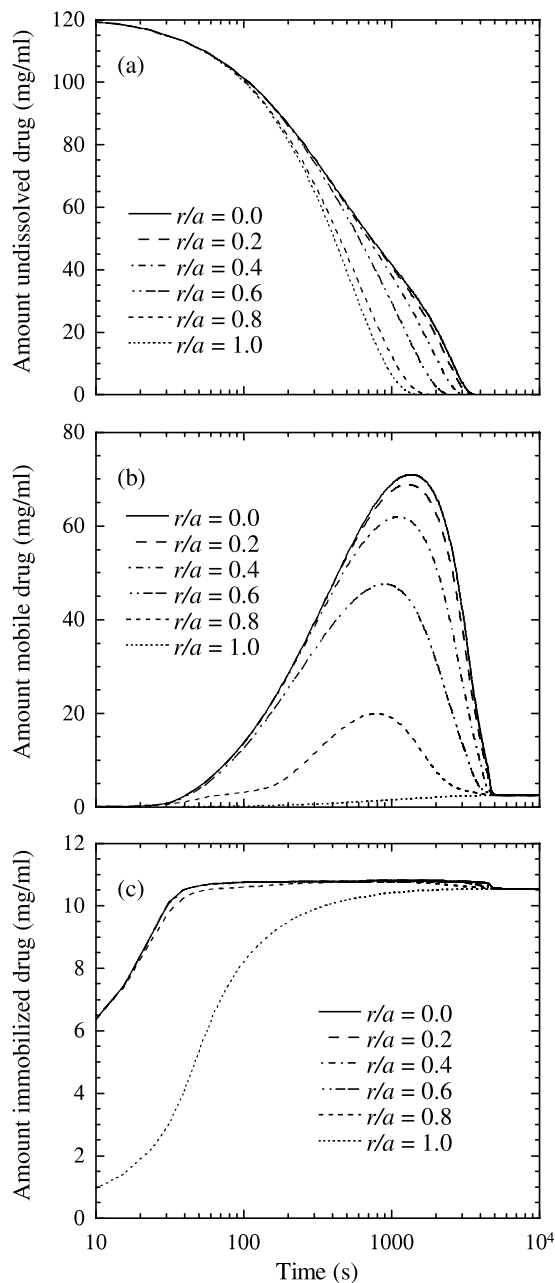 120
100
80
60
40
20
0
Amount undissolved drug (mg/ml)
(a)
r/a = 0.0
r/a = 0.2
r/a = 0.4
r/a = 0.6
r/a = 0.8
r/a = 1.0
80
60
40
20
0
Amount mobile drug (mg/ml)
(b)
r/a = 0.0
r/a = 0.2
r/a = 0.4
r/a = 0.6
r/a = 0.8
r/a = 1.0
12
10
8
6
4
2
0
Amount immobilized drug (mg/ml)
(c)
r/a = 0.0
r/a = 0.2
r/a = 0.4
r/a = 0.6
r/a = 0.8
r/a = 1.0
10 100 1000 10⁴
Time (s)